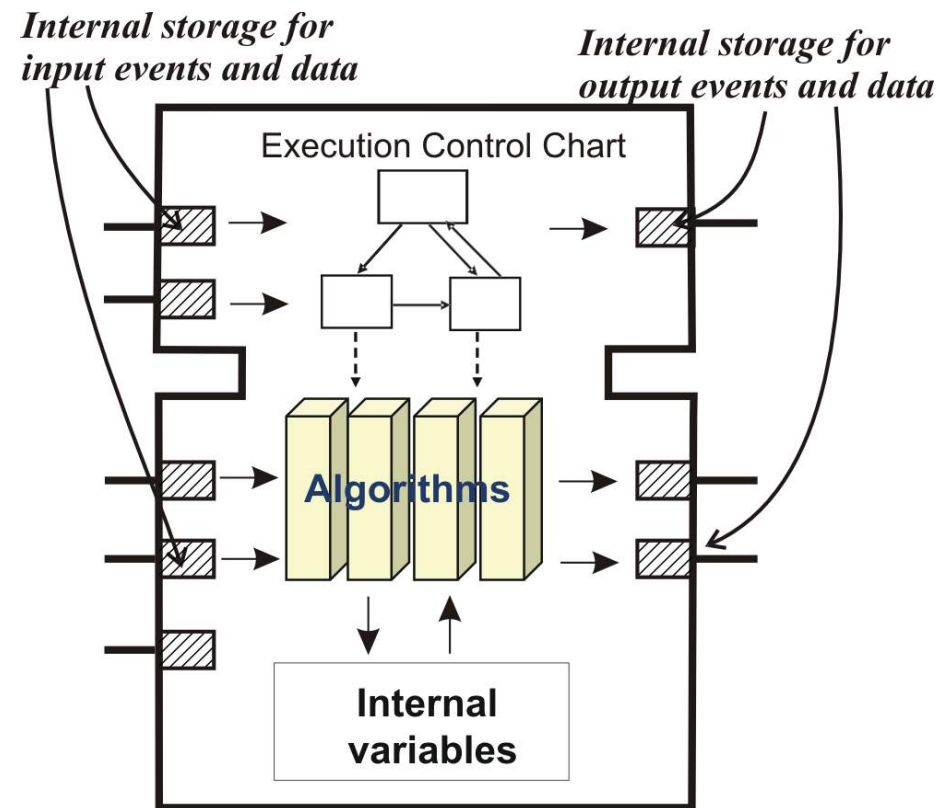 Internal storage for
input events and data
Internal storage for
output events and data
Execution Control Chart
Algorithms
Internal
variables